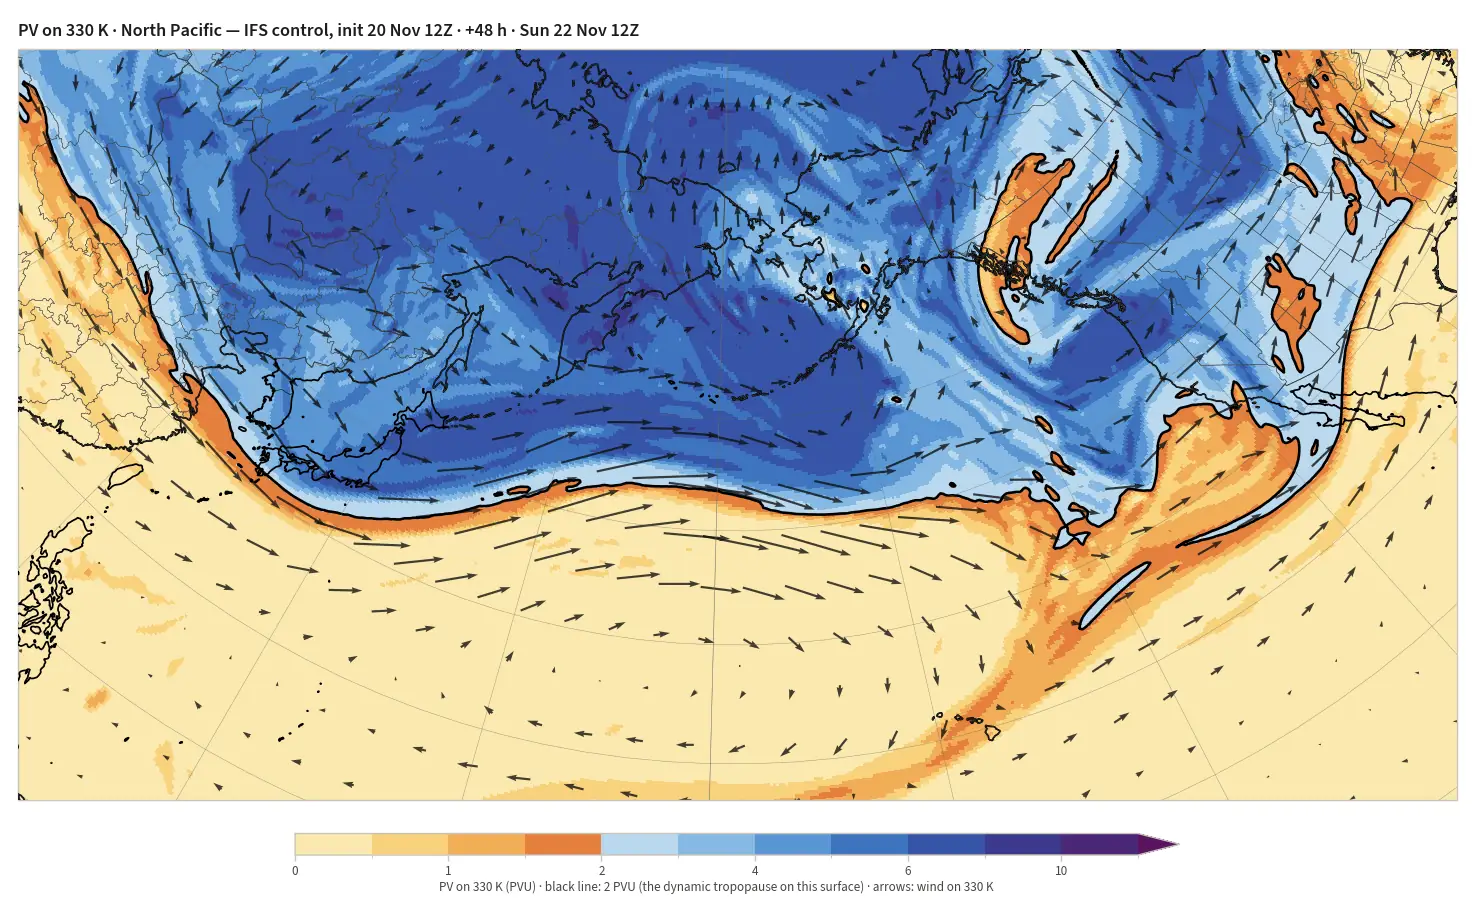 PV on 330 K · North Pacific — IFS control, init 20 Nov 12Z · +48 h · Sun 22 Nov 12Z
0 1 2 4 6 10
PV on 330 K (PVU) · black line: 2 PVU (the dynamic tropopause on this surface) · arrows: wind on 330 K